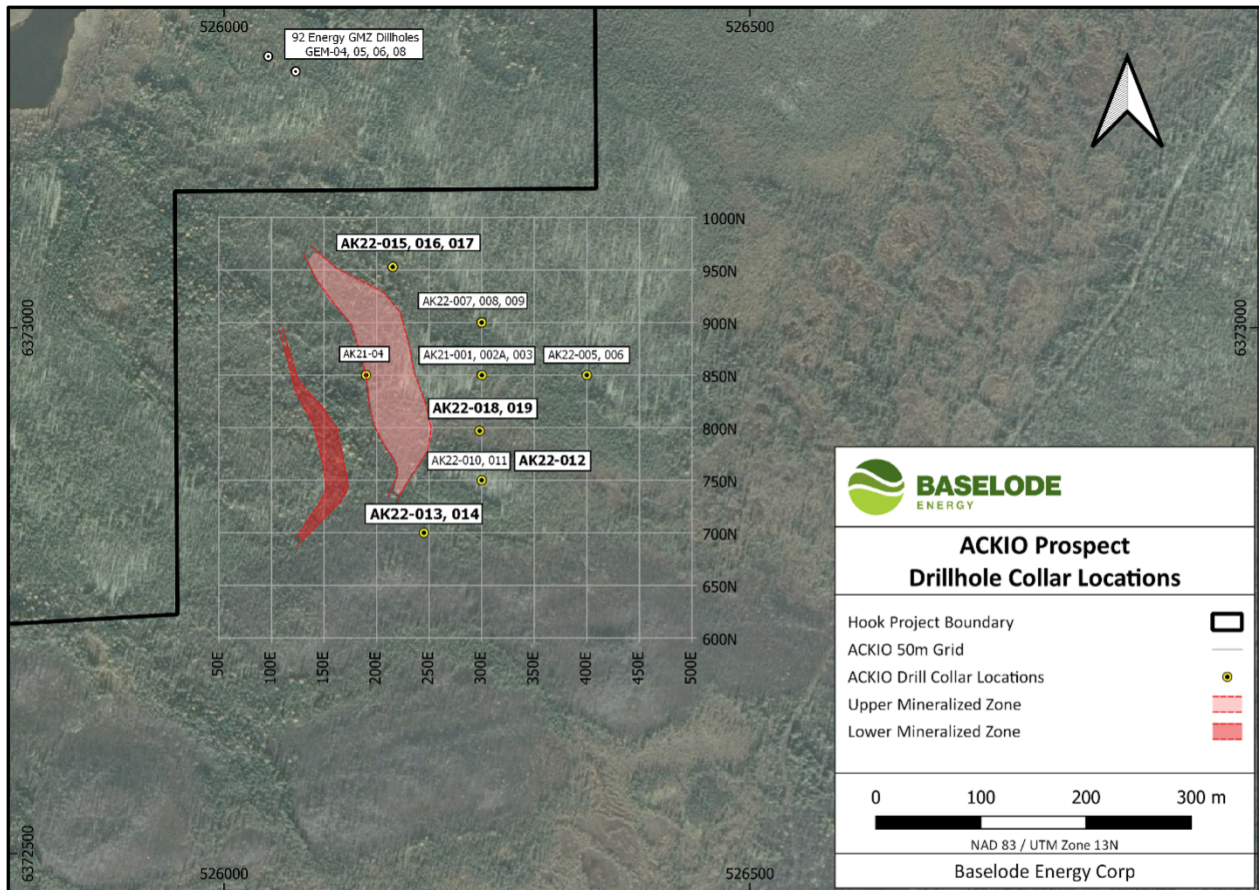 526000
526500
92 Energy GMZ Dillholes
GEM-04, 05, 06, 08
6373000
6373000
1000N
AK22-015, 016, 017
950N
AK22-007, 008, 009
900N
AK21-04
AK21-001, 002A, 003
AK22-005, 006
850N
AK22-018, 019
800N
AK22-010, 011
AK22-012
750N
AK22-013, 014
700N
650N
600N
50E
100E
150E
200E
250E
300E
350E
400E
450E
500E
BASELODE
ENERGY
ACKIO Prospect
Drillhole Collar Locations
Hook Project Boundary
ACKIO 50m Grid
ACKIO Drill Collar Locations
Upper Mineralized Zone
Lower Mineralized Zone
0 100 200 300 m
NAD 83 / UTM Zone 13N
Baselode Energy Corp
6372500
526000
526500